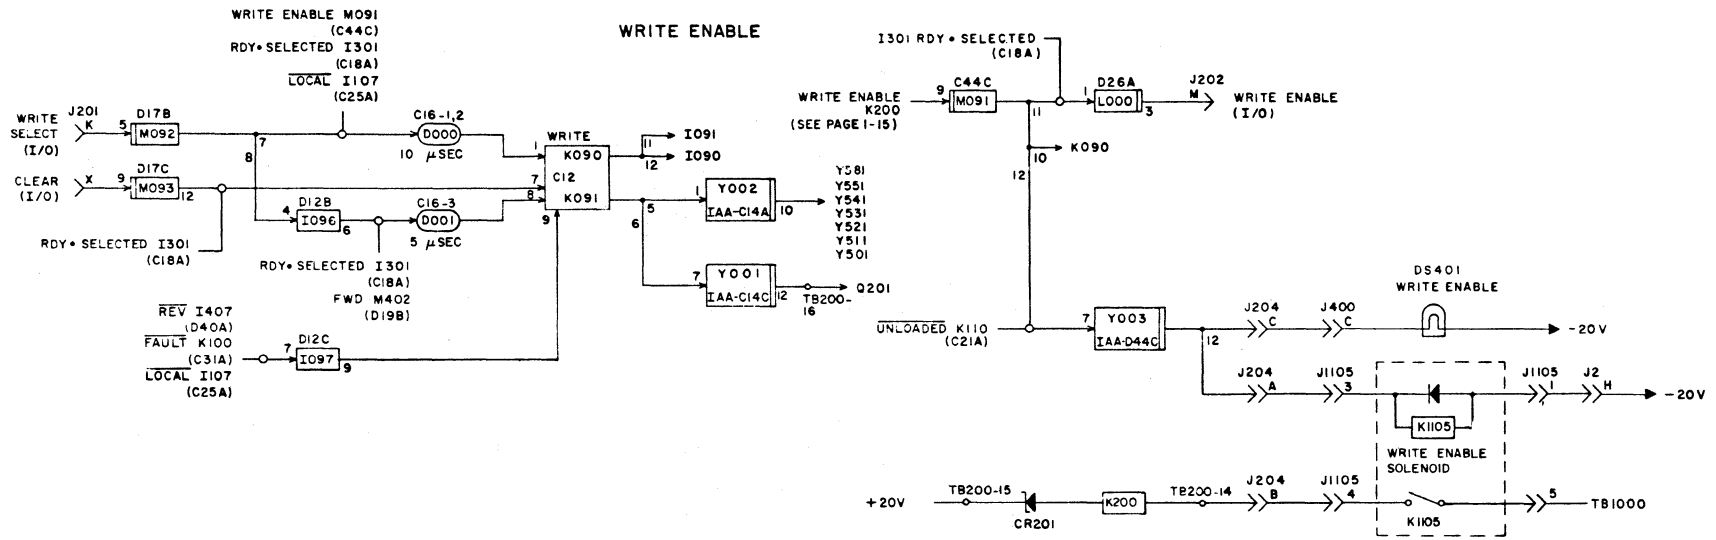 WRITE ENABLE
WRITE ENABLE M091
(C44C)
RDY•SELECTED I301
(C18A)
LOCAL I107
(C25A)
J201
K
WRITE
SELECT
(I/O)
5
D17B
M092
7
8
C16-1,2
D000
10 μSEC
CLEAR
(I/O)
X
9
D17C
M093
12
4
D12B
I096
6
C16-3
D001
5 μSEC
RDY•SELECTED I301
(C18A)
RDY•SELECTED I301
(C18A)
FWD M402
(D19B)
REV I407
(D40A)
FAULT K100
(C31A)
LOCAL I107
(C25A)
7
D12C
I097
9
WRITE
1
K090
C12
7
8
K091
9
11
I091
12
I090
5
6
1
Y002
IAA-C14A
10
Y581
Y551
Y541
Y531
Y521
Y511
Y501
7
Y001
IAA-C14C
12
TB200-
16
Q201
I301 RDY•SELECTED
(C18A)
WRITE ENABLE
K200
(SEE PAGE 1-15)
9
C44C
M091
11
1
D26A
L000
3
J202
M
WRITE ENABLE
(I/O)
10
K090
12
UNLOADED K110
(C21A)
7
Y003
IAA-D44C
12
J204
C
J400
C
DS401
WRITE ENABLE
-20V
J204
A
J1105
3
K1105
WRITE ENABLE
SOLENOID
J1105
1
J2
H
-20V
+20V
TB200-15
CR201
K200
TB200-14
J204
B
J1105
4
K1105
5
TB1000